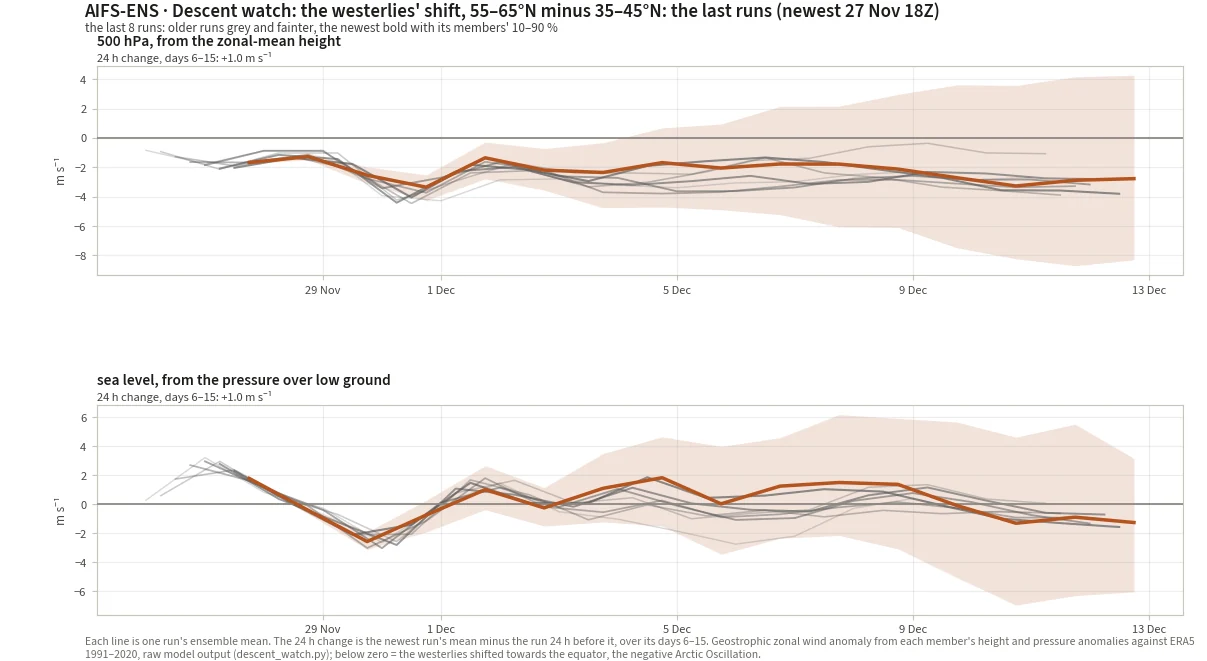 AIFS-ENS · Descent watch: the westerlies' shift, 55–65°N minus 35–45°N: the last runs (newest 27 Nov 18Z)
the last 8 runs: older runs grey and fainter, the newest bold with its members' 10–90 %
500 hPa, from the zonal-mean height
24 h change, days 6–15: +1.0 m s⁻¹
4
2
0
−2
−4
−6
−8
m s⁻¹
29 Nov
1 Dec
5 Dec
9 Dec
13 Dec
sea level, from the pressure over low ground
24 h change, days 6–15: +1.0 m s⁻¹
6
4
2
0
−2
−4
−6
m s⁻¹
29 Nov
1 Dec
5 Dec
9 Dec
13 Dec
Each line is one run's ensemble mean. The 24 h change is the newest run's mean minus the run 24 h before it, over its days 6–15. Geostrophic zonal wind anomaly from each member's height and pressure anomalies against ERA5
1991–2020, raw model output (descent_watch.py); below zero = the westerlies shifted towards the equator, the negative Arctic Oscillation.